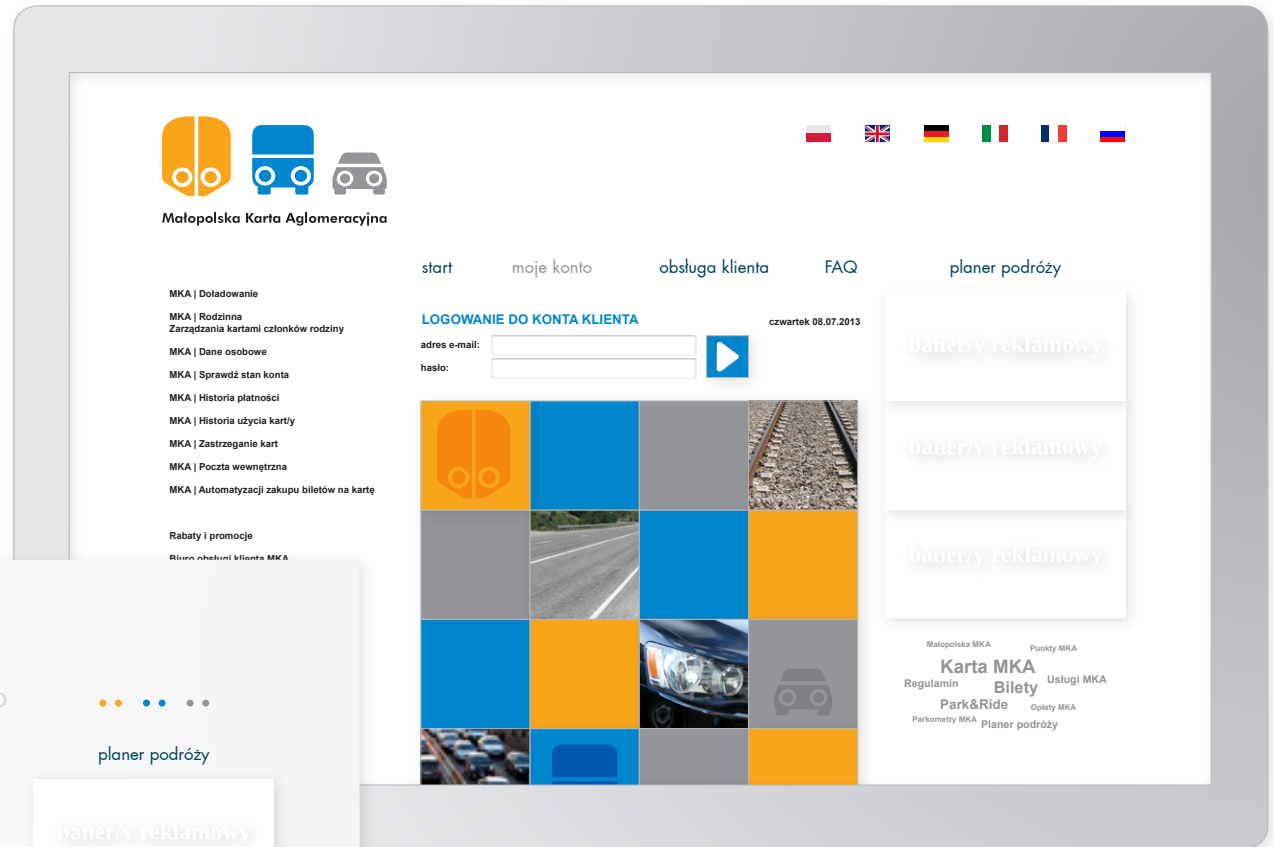 Małopolska Karta Aglomeracyjna
start
moje konto
obsługa klienta
FAQ
planer podróży
MKA | Doładowanie
MKA | Rodzinna
Zarządzania kartami członków rodziny
MKA | Dane osobowe
MKA | Sprawdź stan konta
MKA | Historia płatności
MKA | Historia użycia kart/y
MKA | Zastrzeganie kart
MKA | Poczta wewnętrzna
MKA | Automatyzacji zakupu biletów na kartę
Rabaty i promocje
Biuro obsługi klienta MKA
LOGOWANIE DO KONTA KLIENTA
czwartek 08.07.2013
adres e-mail:
hasło:
baner/y reklamowy
baner/y reklamowy
baner/y reklamowy
Małopolska MKA
Punkty MKA
Karta MKA
Regulamin
Bilety
Usługi MKA
Park&Ride
Opłaty MKA
Parkometry MKA
Planer podróży
planer podróży
baner/y reklamowy